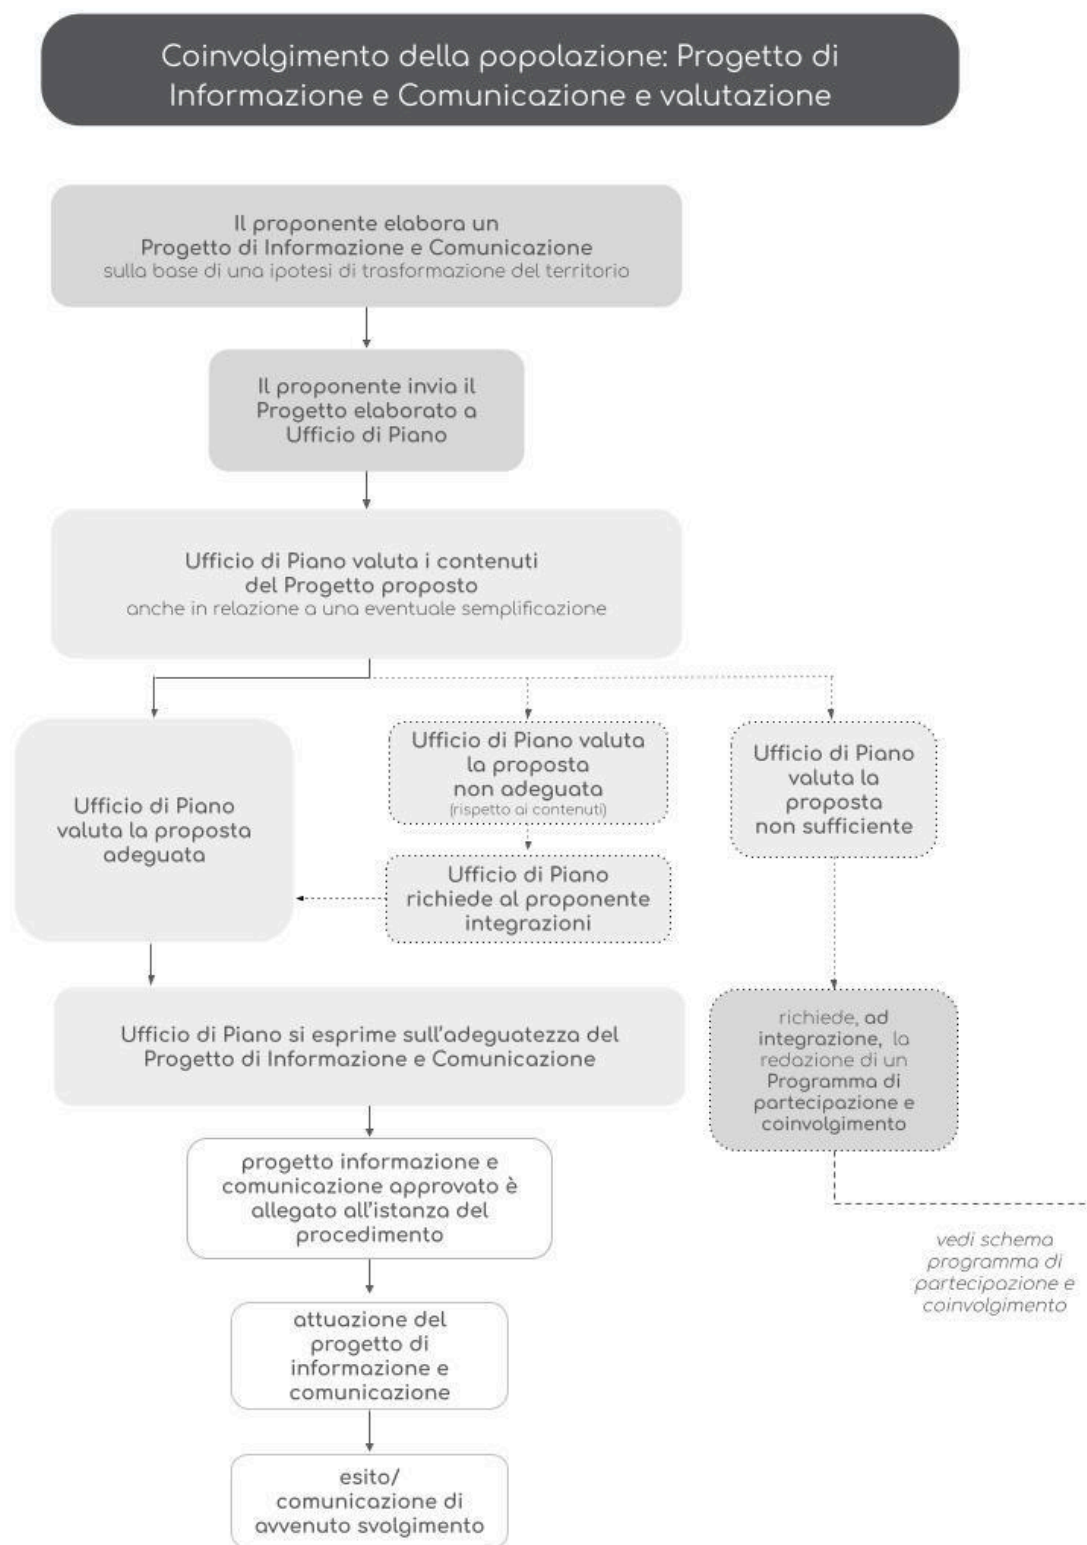 Coinvolgimento della popolazione: Progetto di
Informazione e Comunicazione e valutazione
Il proponente elabora un
Progetto di Informazione e Comunicazione
sulla base di una ipotesi di trasformazione del territorio
Il proponente invia il
Progetto elaborato a
Ufficio di Piano
Ufficio di Piano valuta i contenuti
del Progetto proposto
anche in relazione a una eventuale semplificazione
Ufficio di Piano
valuta la proposta
adeguata
Ufficio di Piano valuta
la proposta
non adeguata
(rispetto ai contenuti)
Ufficio di Piano
richiede al proponente
integrazioni
Ufficio di Piano
valuta la
proposta
non sufficiente
richiede, ad
integrazione, la
redazione di un
Programma di
partecipazione e
coinvolgimento
vedi schema
programma di
partecipazione e
coinvolgimento
Ufficio di Piano si esprime sull'adeguatezza del
Progetto di Informazione e Comunicazione
progetto informazione e
comunicazione approvato è
allegato all'istanza del
procedimento
attuazione del
progetto di
informazione e
comunicazione
esito/
comunicazione di
avvenuto svolgimento